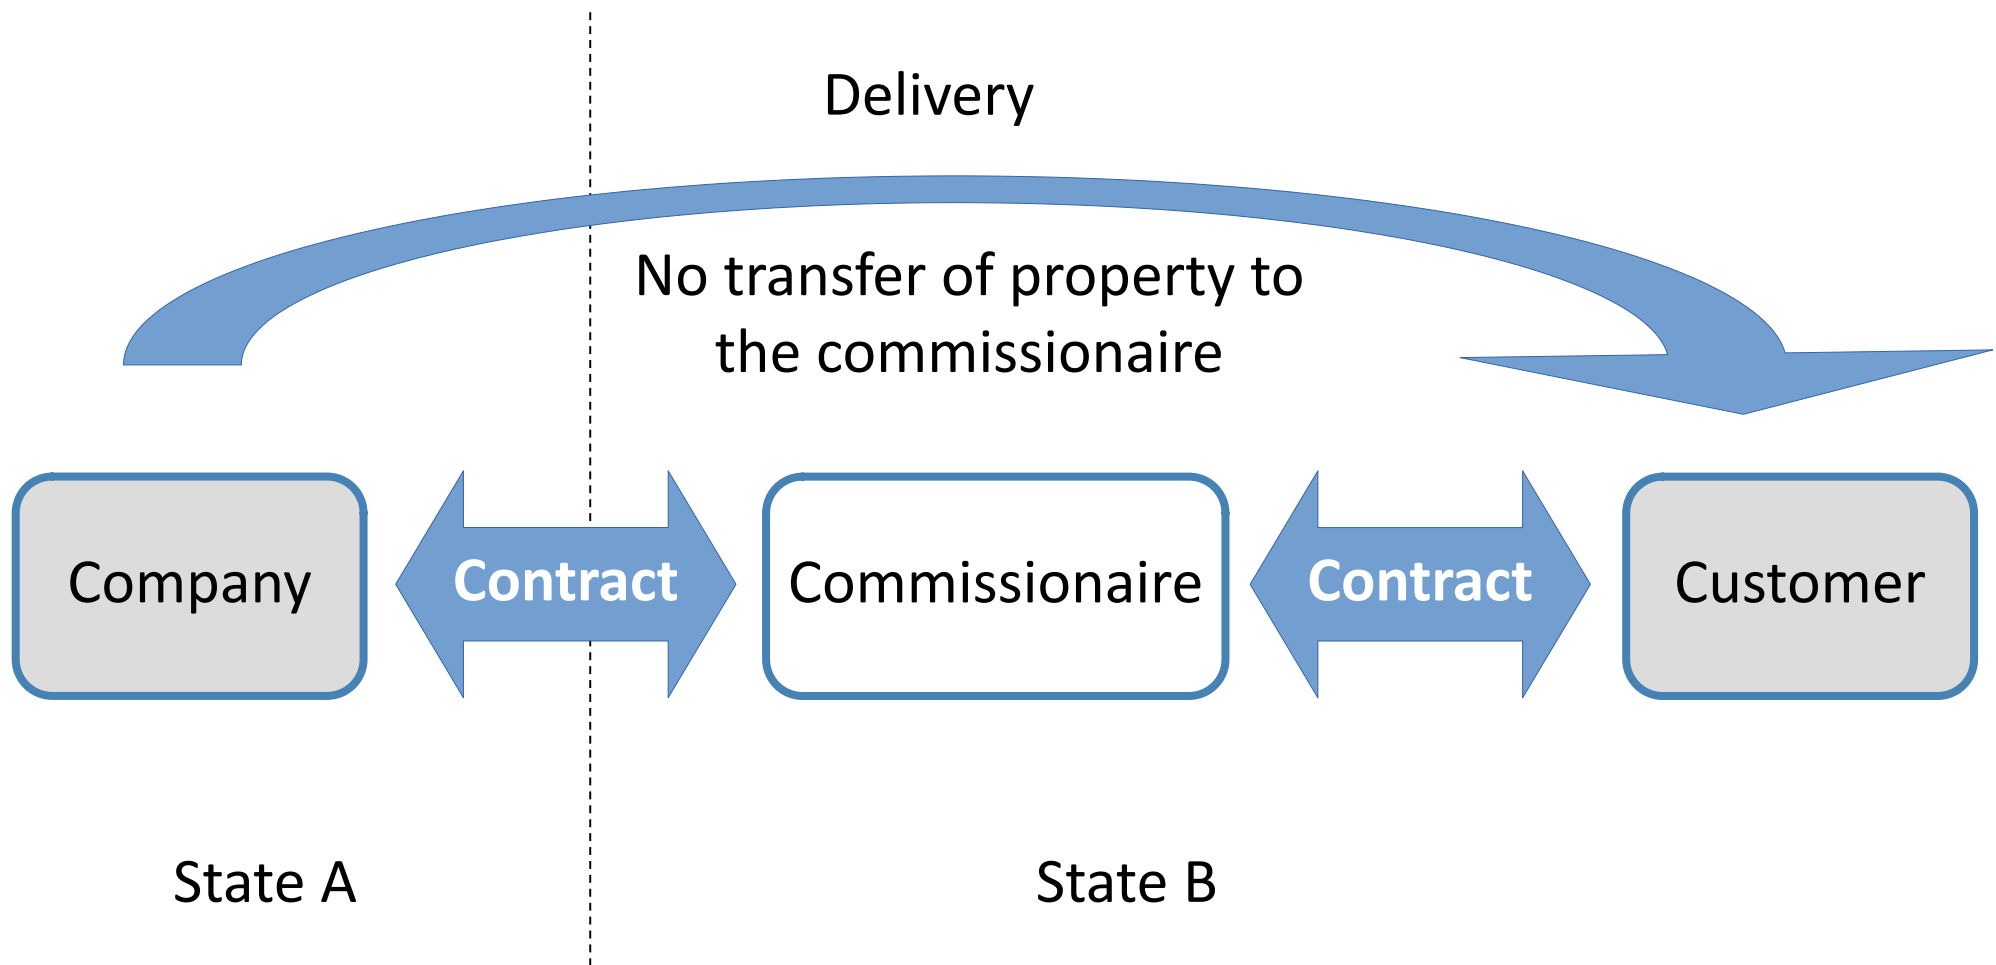 Delivery
No transfer of property to
the commissionaire
Company
Contract
Commissionaire
Contract
Customer
State A
State B